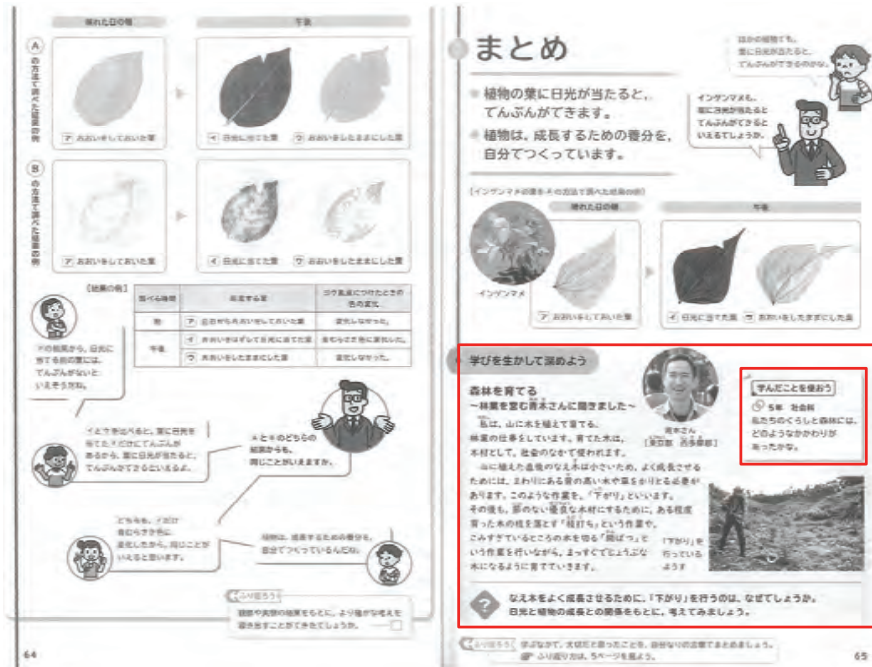 晴れた日の朝
午後
A
の方法で調べた結果の例
ア おおいをしておいた葉
イ 日光に当てた葉
ウ おおいをしたままにした葉
B
の方法で調べた結果の例
ア おおいをしておいた葉
イ 日光に当てた葉
ウ おおいをしたままにした葉
[結果の例]
調べる時間
ヨウ素液につけたときの
色の変化
朝
変化しなかった。
午後
イ おおいをはずして日光に当てた葉
青むらさき色に変化した。
ウ おおいをしたままにした葉
変化しなかった。
アの結果から、日光に
当てる前の葉には、
てんぷんがないと
いえそうだね。
イとウを比べると、葉に日光を
当てたイだけにてんぷんが
あるから、葉に日光が当たると、
てんぷんができるといえるよ。
AとBのどちらの
結果からも、
同じことがいえますか。
どちらも、イだけ
青むらさき色に
変化したから、同じことが
いえると思います。
植物は、成長するための養分を、
自分でつくっているんだね。
ふり返ろう
観察や実験の結果をもとに、より確かな考えを
導き出すことができたでしょうか。
64
まとめ
植物の葉に日光が当たると、
てんぷんができます。
植物は、成長するための養分を、
自分でつくっています。
ほかの植物でも、
葉に日光が当たると、
てんぷんができるのかな。
インゲンマメも、
葉に日光が当たると
てんぷんができると
いえるでしょうか。
[インゲンマメの葉をAの方法で調べた結果の例]
晴れた日の朝
午後
インゲンマメ
ア おおいをしておいた葉
イ 日光に当てた葉
ウ おおいをしたままにした葉
学びを生かして深めよう
森林を育てる
〜林業を営む青木さんに聞きました〜
青木さん
[東京都 西多摩郡]
私は、山に木を植えて育てる、
林業の仕事をしています。育てた木は、
木材として、社会のなかで使われます。
山に植えた直後のなえ木は小さいため、よく成長させる
ためには、まわりにある背の高い木や草をかりとる必要が
あります。このような作業を、「下がり」といいます。
その後も、節のない優良な木材にするために、ある程度
育った木の枝を落とす「枝打ち」という作業や、
こみすぎているところの木を切る「間ばつ」と
いう作業を行いながら、まっすぐでじょうぶな
木になるように育てていきます。
「下がり」を
行っている
ようす
学んだことを使おう
5年 社会科
私たちのくらしと森林には、
どのようなかかわりが
あったかな。
?
なえ木をよく成長させるために、「下がり」を行うのは、なぜでしょうか。
日光と植物の成長との関係をもとに、考えてみましょう。
ふり返ろう
学ぶなかで、大切だと思ったことを、自分なりの言葉でまとめましょう。
ふり返り方は、5ページを見よう。
65